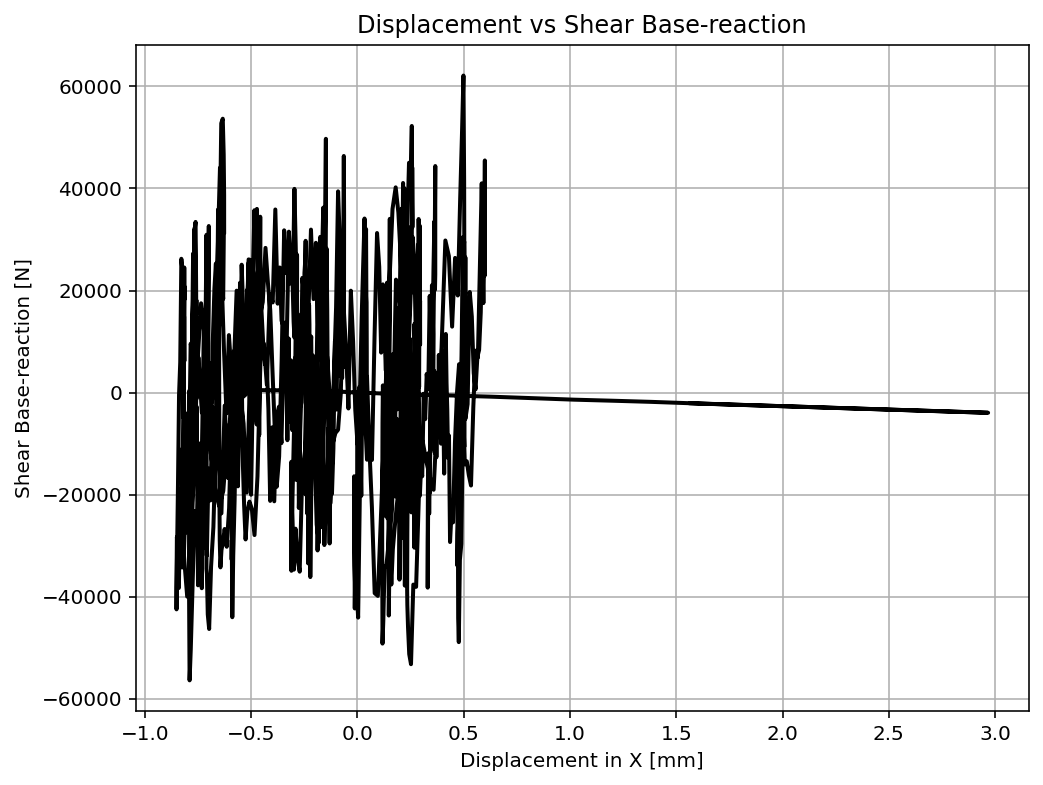 Displacement vs Shear Base-reaction
Shear Base-reaction [N]
60000
40000
20000
0
−20000
−40000
−60000
−1.0 −0.5 0.0 0.5 1.0 1.5 2.0 2.5 3.0
Displacement in X [mm]